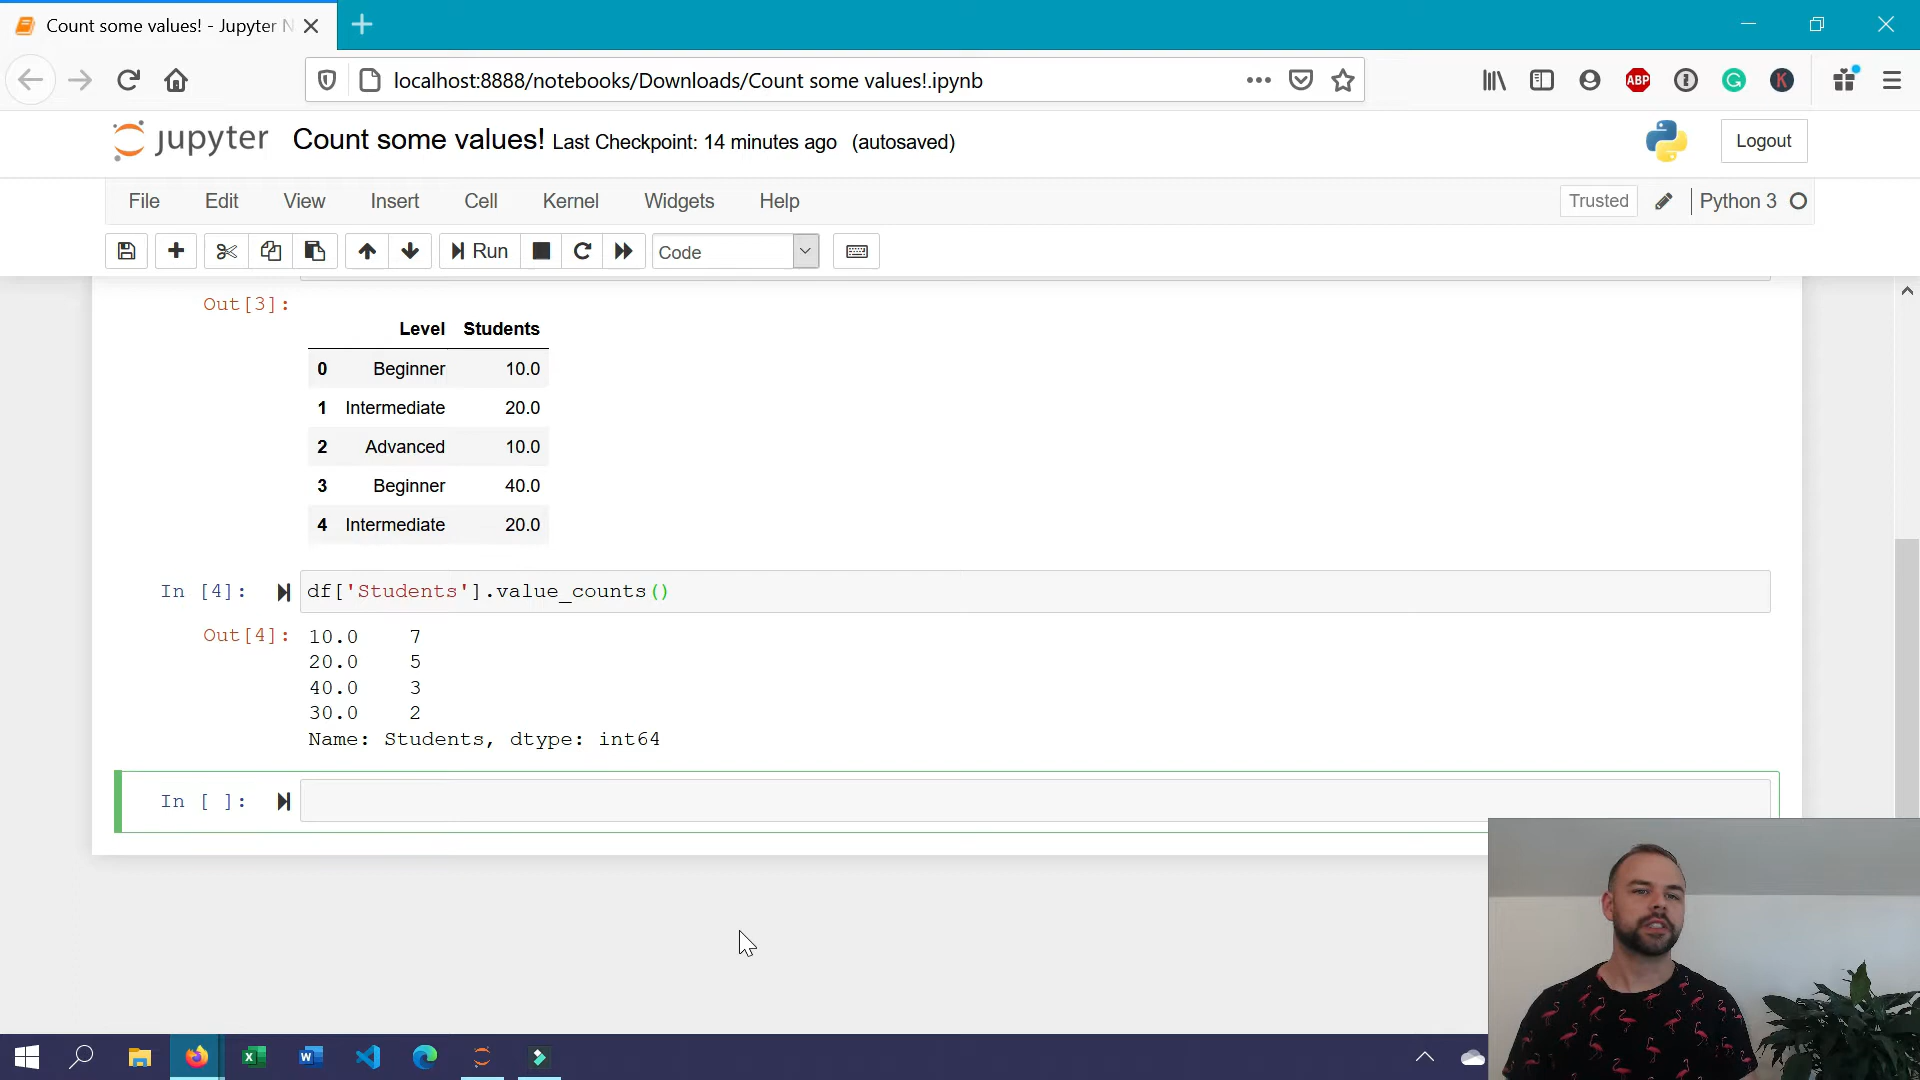 Count some values! - Jupyter N
localhost:8888/notebooks/Downloads/Count some values!.ipynb
ABP
G
K
jupyter Count some values! Last Checkpoint: 14 minutes ago (autosaved)
Logout
File Edit View Insert Cell Kernel Widgets Help
Trusted Python 3
Run Code
Out[3]:
Level Students
0 Beginner 10.0
1 Intermediate 20.0
2 Advanced 10.0
3 Beginner 40.0
4 Intermediate 20.0
In [4]: df['Students'].value_counts()
Out[4]: 10.0 7
20.0 5
40.0 3
30.0 2
Name: Students, dtype: int64
In [ ]: